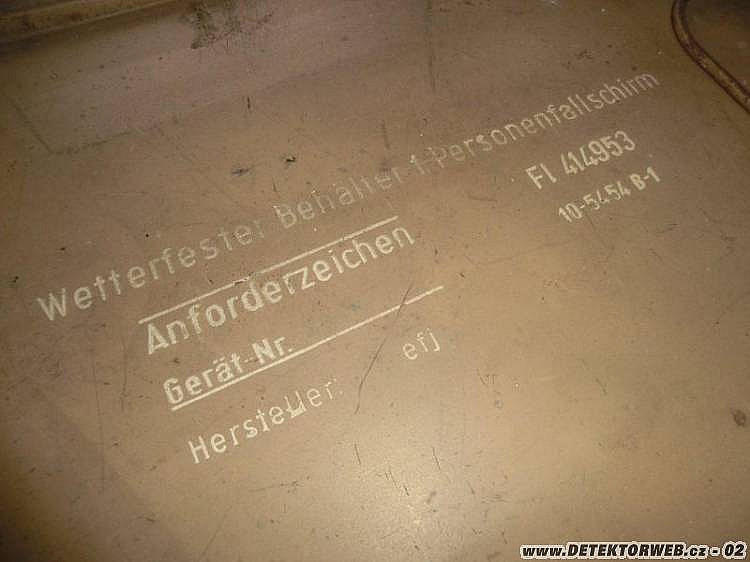 Wetterfester Behälter f. Personenfallschirm
Anforderzeichen Fl 414953
Gerät-Nr. 10-5454 B-1
Hersteller: efj
www.DETEKTORWEB.cz - 02